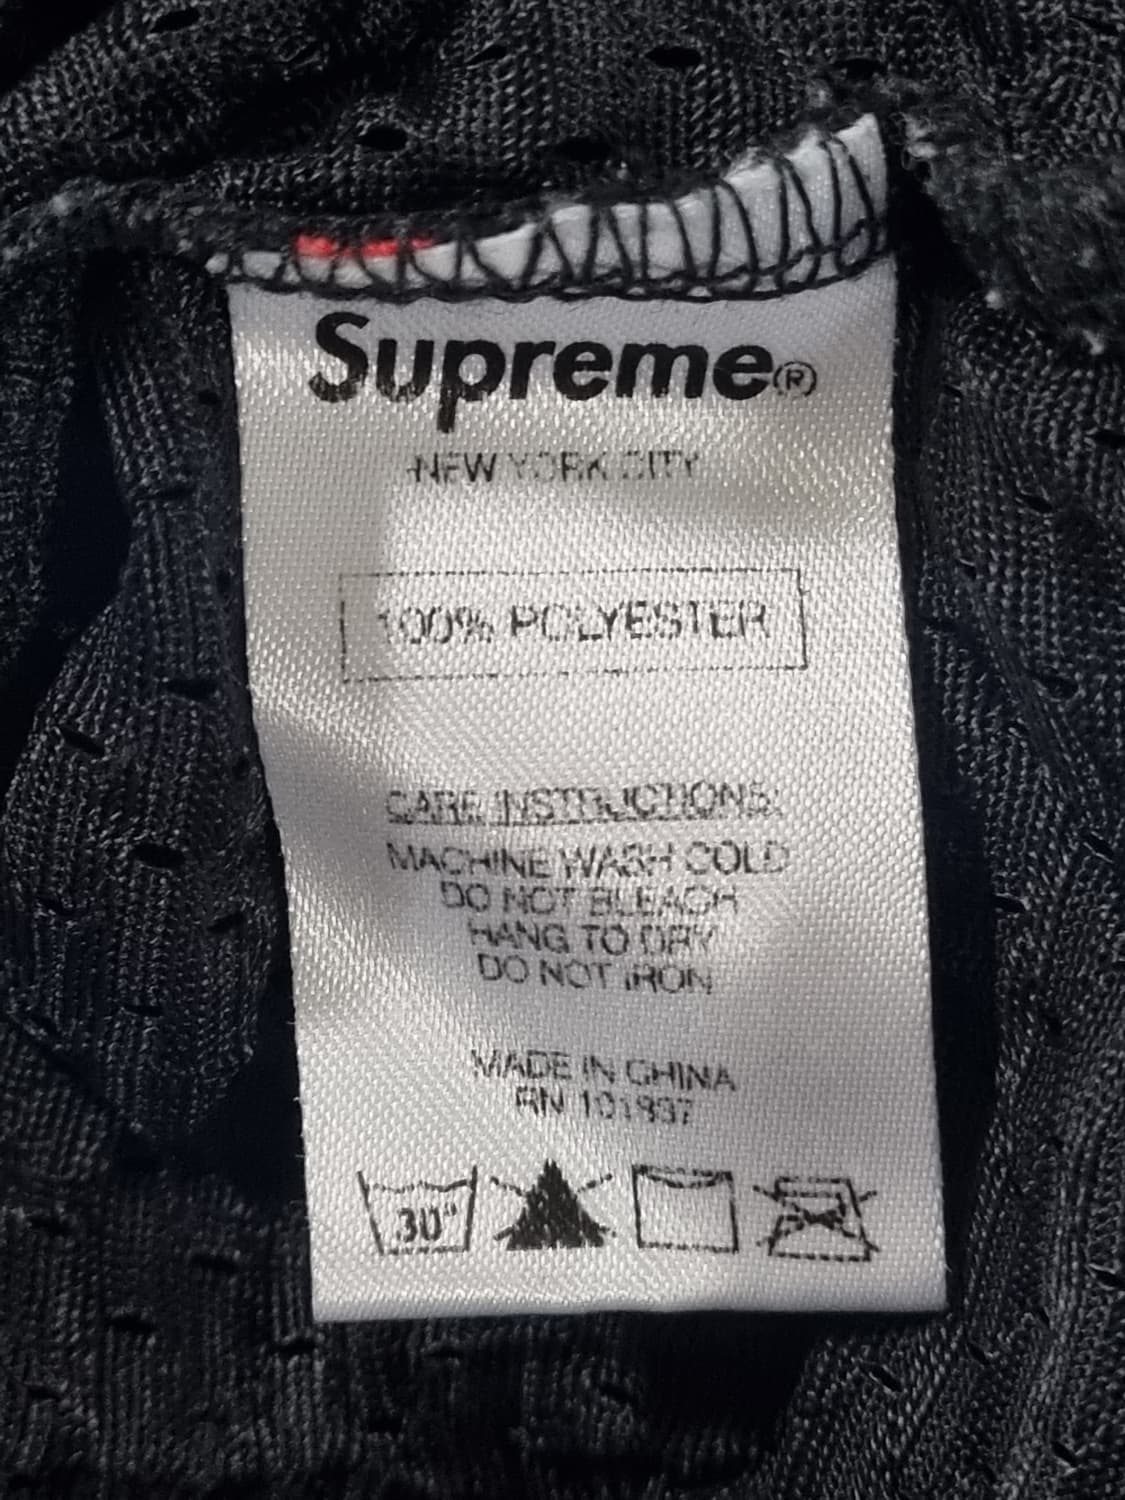 Supreme®
NEW YORK CITY
100% POLYESTER
CARE INSTRUCTIONS:
MACHINE WASH COLD
DO NOT BLEACH
HANG TO DRY
DO NOT IRON
MADE IN CHINA
RN 101837
30°